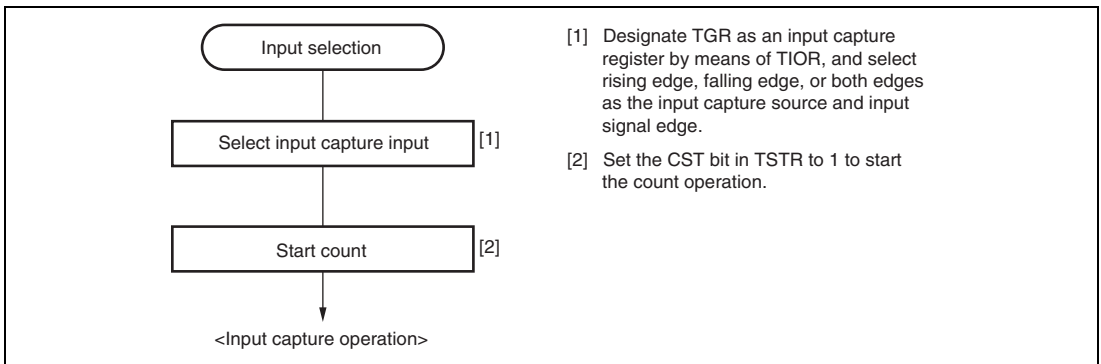 Input selection
Select input capture input
[1]
Start count
[2]
<Input capture operation>
[1] Designate TGR as an input capture
register by means of TIOR, and select
rising edge, falling edge, or both edges
as the input capture source and input
signal edge.
[2] Set the CST bit in TSTR to 1 to start
the count operation.